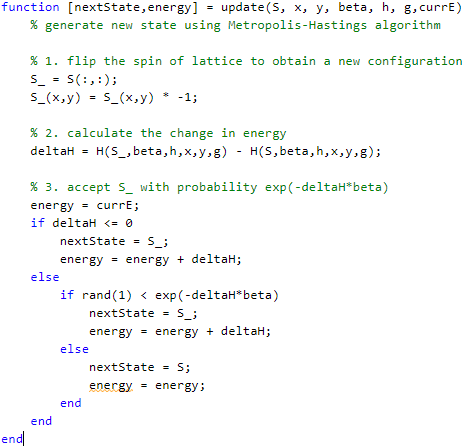 function [nextState,energy] = update(S, x, y, beta, h, g,currE)
    % generate new state using Metropolis-Hastings algorithm

    % 1. flip the spin of lattice to obtain a new configuration
    S_ = S(:,:);
    S_(x,y) = S_(x,y) * -1;

    % 2. calculate the change in energy
    deltaH = H(S_,beta,h,x,y,g) - H(S,beta,h,x,y,g);

    % 3. accept S_ with probability exp(-deltaH*beta)
    energy = currE;
    if deltaH <= 0
        nextState = S_;
        energy = energy + deltaH;
    else
        if rand(1) < exp(-deltaH*beta)
            nextState = S_;
            energy = energy + deltaH;
        else
            nextState = S;
            energy = energy;
        end
    end
end